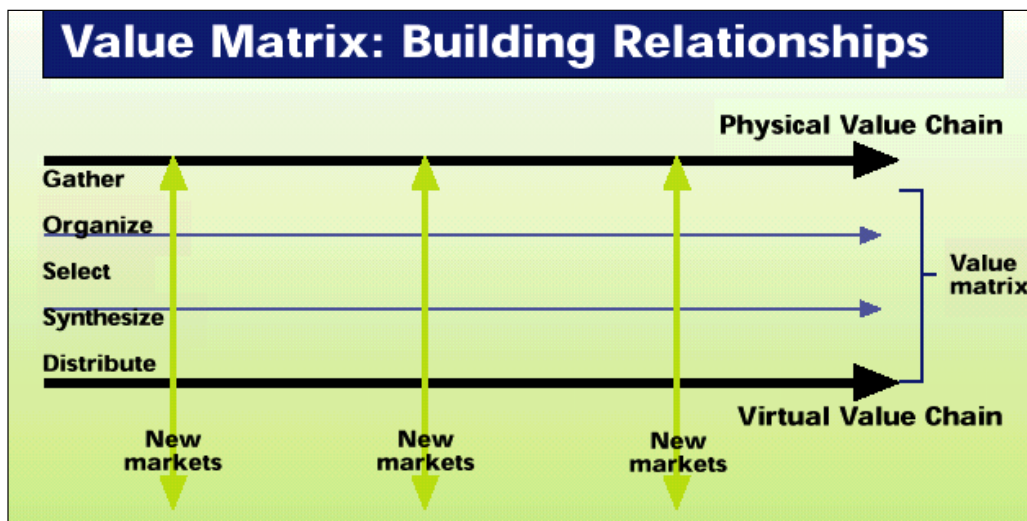 Value Matrix: Building Relationships
Physical Value Chain
Gather
Organize
Select
Synthesize
Distribute
Value
matrix
Virtual Value Chain
New
markets
New
markets
New
markets